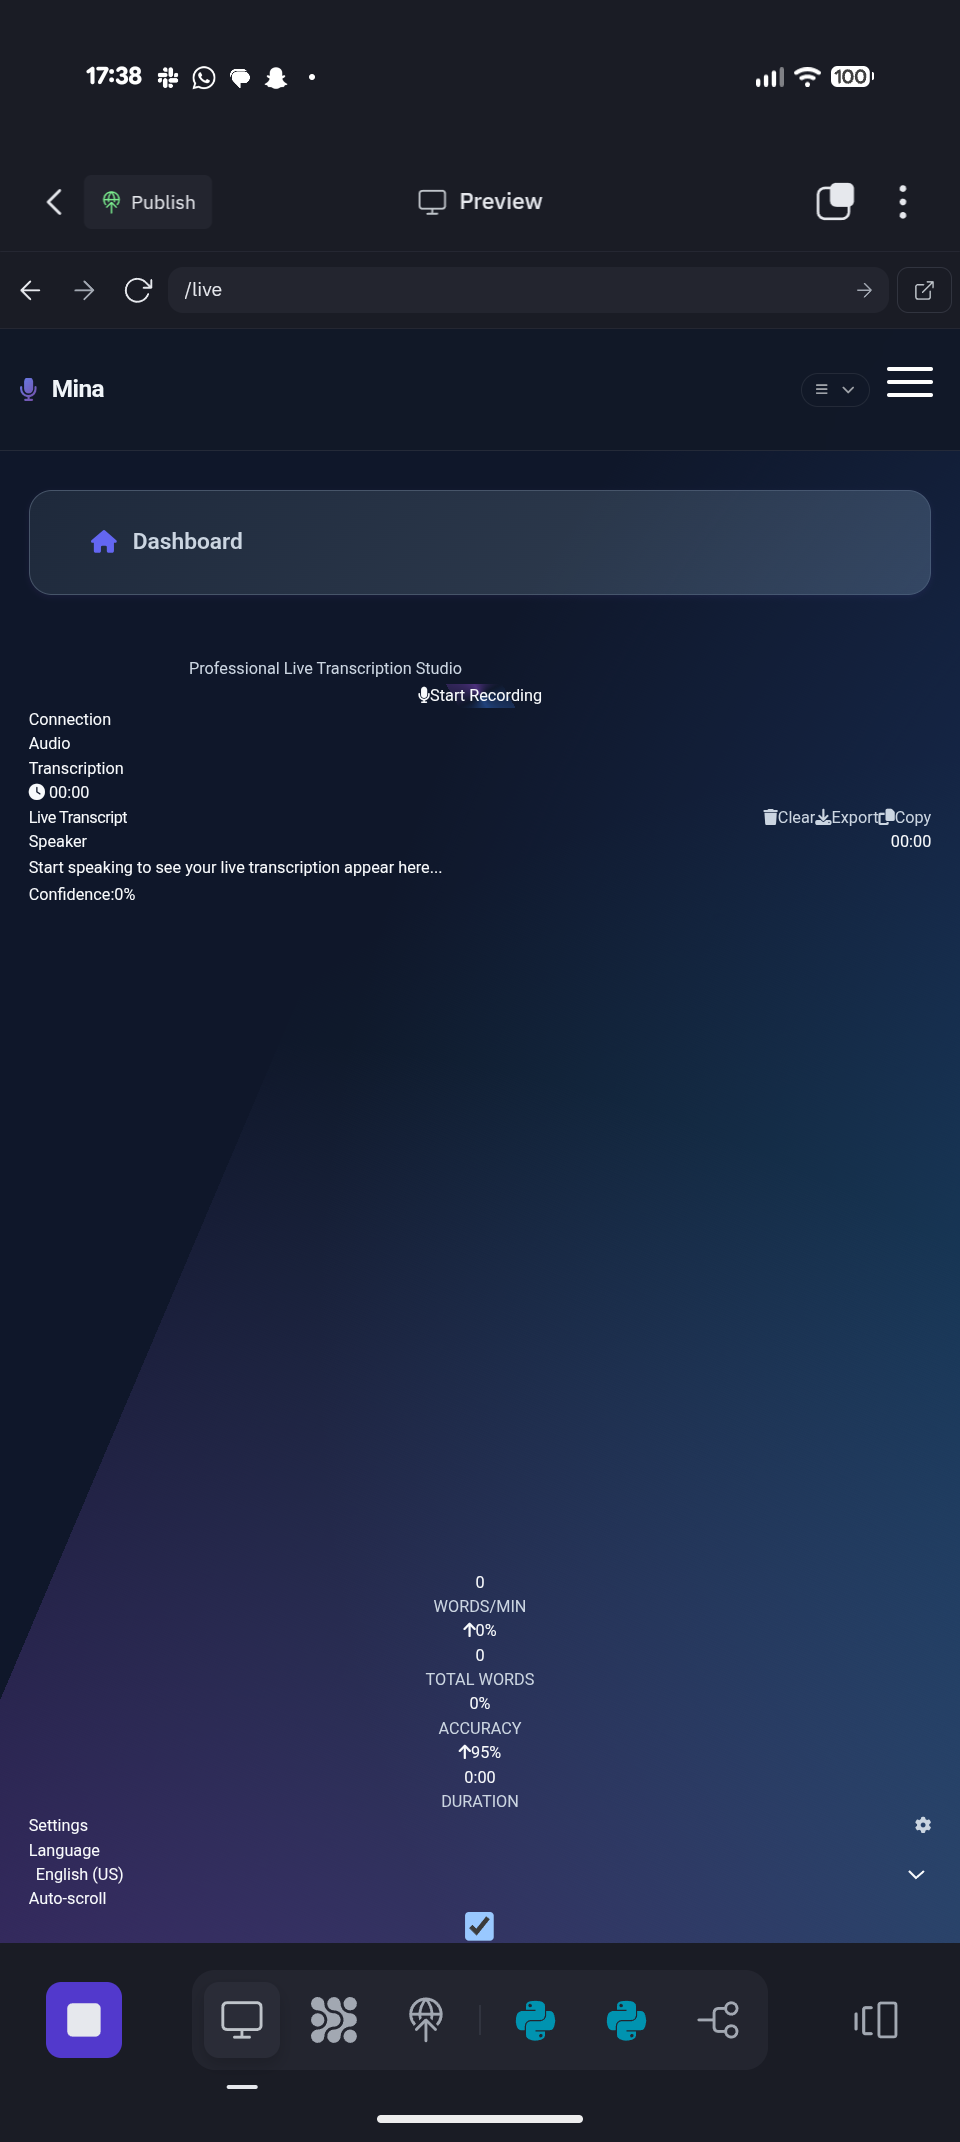 17:38
100
Publish
Preview
/live
Mina
Dashboard
Professional Live Transcription Studio
Start Recording
Connection
Audio
Transcription
00:00
Live Transcript
Clear Export Copy
Speaker
00:00
Start speaking to see your live transcription appear here...
Confidence:0%
0
WORDS/MIN
0%
0
TOTAL WORDS
0%
ACCURACY
95%
0:00
DURATION
Settings
Language
English (US)
Auto-scroll